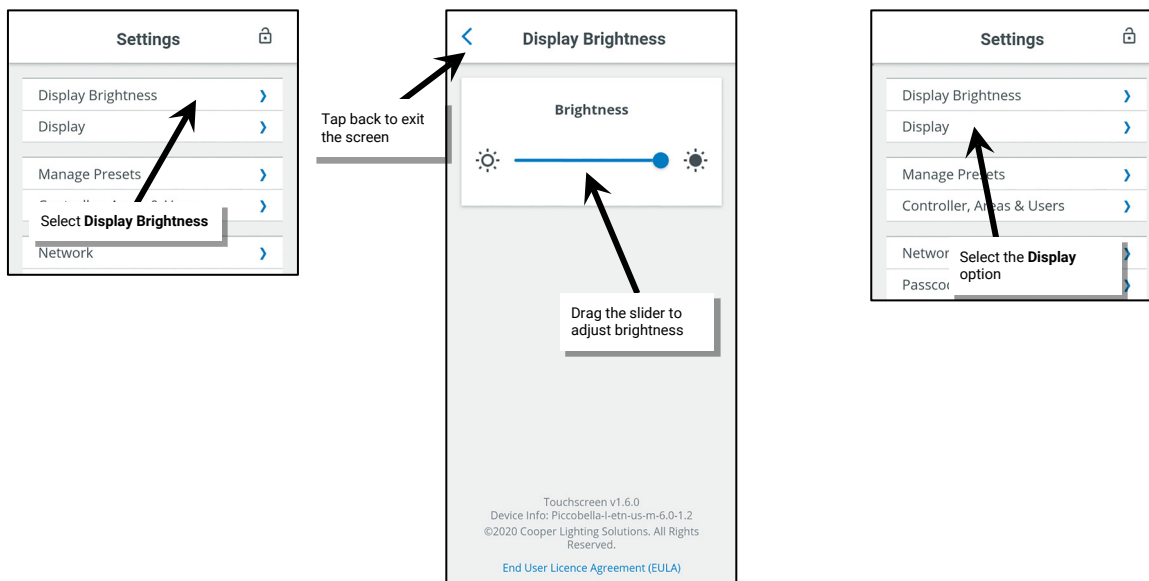 Settings
Display Brightness
Display
Manage Presets
Select Display Brightness
Network
Tap back to exit
the screen
Display Brightness
Brightness
Drag the slider to
adjust brightness
Touchscreen v1.6.0
Device Info: Piccobella-l-etn-us-m-6.0-1.2
©2020 Cooper Lighting Solutions. All Rights
Reserved.
End User Licence Agreement (EULA)
Settings
Display Brightness
Display
Manage Presets
Controller, Areas & Users
Select the Display
option